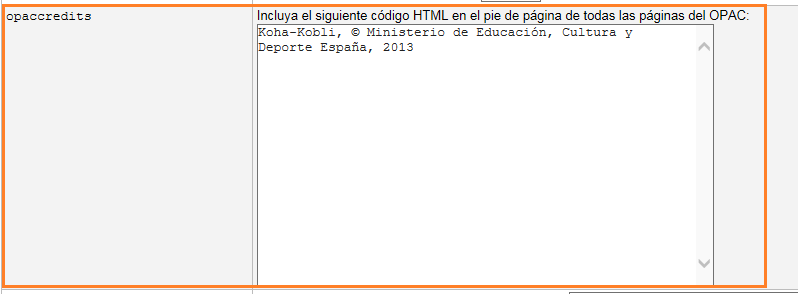 opaccredits
Incluya el siguiente código HTML en el pie de página de todas las páginas del OPAC:
Koha-Kobli, © Ministerio de Educación, Cultura y
Deporte España, 2013